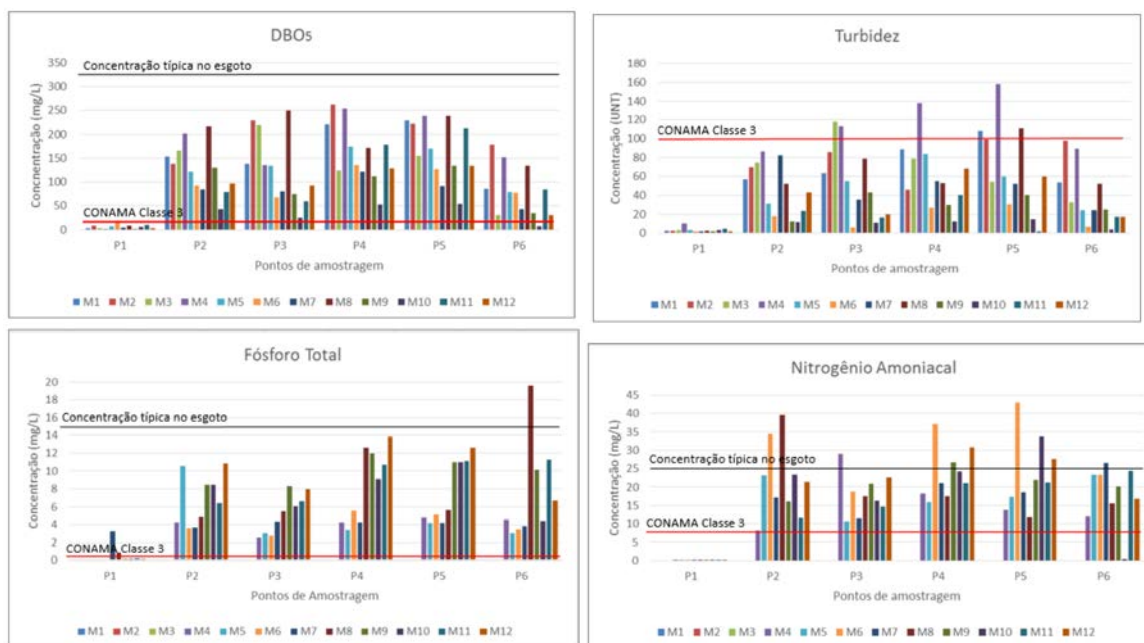 DBOs
Concncentração (mg/L)
350
300
250
200
150
100
50
0
Concentração típica no esgoto
CONAMA Classe 3
P1 P2 P3 P4 P5 P6
Pontos de amostragem
M1 M2 M3 M4 M5 M6 M7 M8 M9 M10 M11 M12
Turbidez
Concentração (UNT)
180
160
140
120
100
80
60
40
20
0
CONAMA Classe 3
P1 P2 P3 P4 P5 P6
Pontos de amostragem
M1 M2 M3 M4 M5 M6 M7 M8 M9 M10 M11 M12
Fósforo Total
Concentração (mg/L)
20
18
16
14
12
10
8
6
4
2
0
Concentração típica no esgoto
CONAMA Classe 3
P1 P2 P3 P4 P5 P6
Pontos de Amostragem
M1 M2 M3 M4 M5 M6 M7 M8 M9 M10 M11 M12
Nitrogênio Amoniacal
Concentração (mg/L)
45
40
35
30
25
20
15
10
5
0
Concentração típica no esgoto
CONAMA Classe 3
P1 P2 P3 P4 P5 P6
Pontos de amostragem
M1 M2 M3 M4 M5 M6 M7 M8 M9 M10 M11 M12